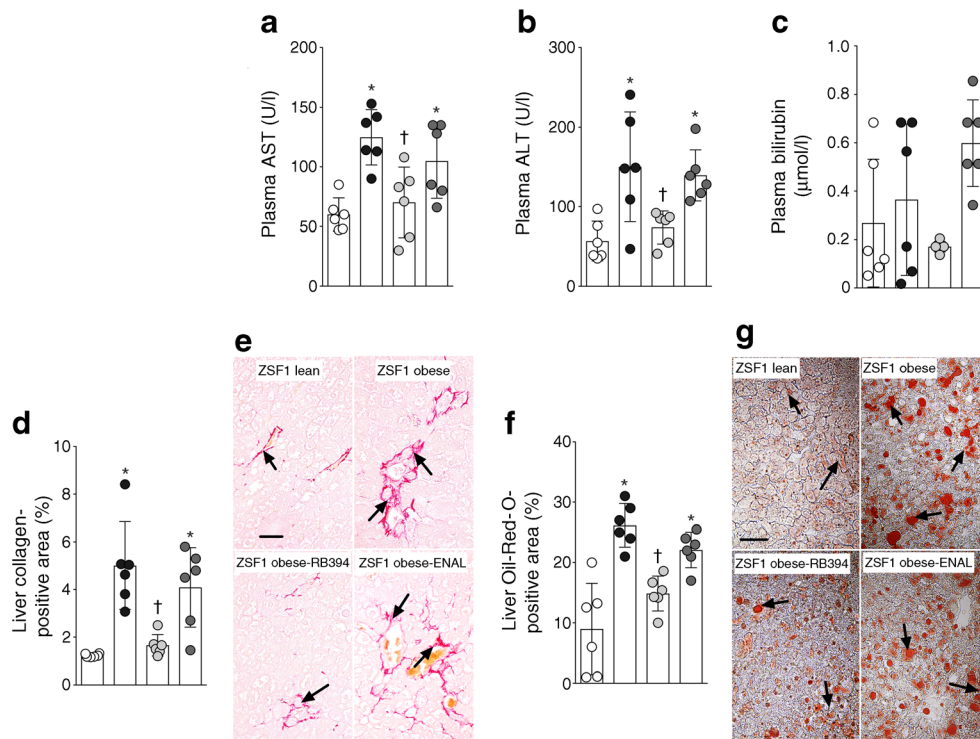 a
Plasma AST (U/l)
200
150
100
50
0
*
†
*
b
Plasma ALT (U/l)
300
200
150
100
50
0
*
†
*
c
Plasma bilirubin
(μmol/l)
1.0
0.8
0.6
0.4
0.2
0
d
Liver collagen-
positive area (%)
10
8
6
4
2
0
*
†
*
e
ZSF1 lean
ZSF1 obese
ZSF1 obese-RB394
ZSF1 obese-ENAL
f
Liver Oil-Red-O-
positive area (%)
40
30
20
10
0
*
†
*
g
ZSF1 lean
ZSF1 obese
ZSF1 obese-RB394
ZSF1 obese-ENAL